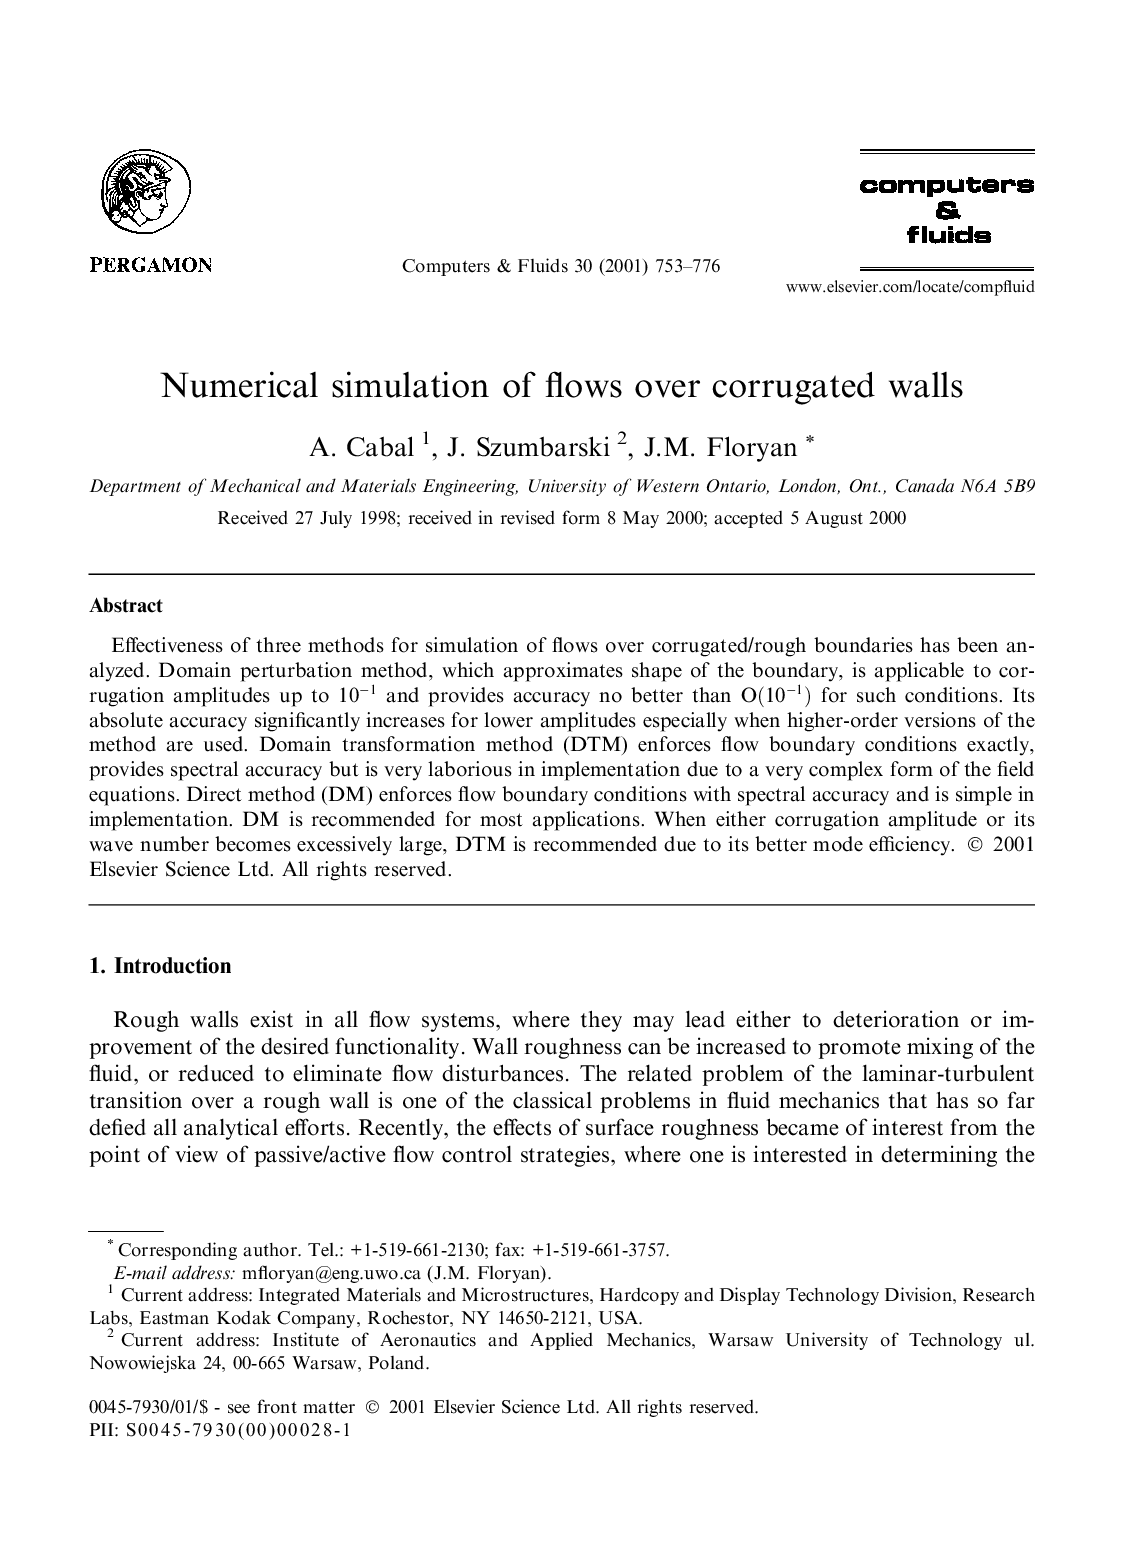 computers
&
fluids
PERGAMON
Computers & Fluids 30 (2001) 753–776
www.elsevier.com/locate/compfluid
Numerical simulation of flows over corrugated walls
A. Cabal 1, J. Szumbarski 2, J.M. Floryan *
Department of Mechanical and Materials Engineering, University of Western Ontario, London, Ont., Canada N6A 5B9
Received 27 July 1998; received in revised form 8 May 2000; accepted 5 August 2000
Abstract
Effectiveness of three methods for simulation of flows over corrugated/rough boundaries has been an-
alyzed. Domain perturbation method, which approximates shape of the boundary, is applicable to cor-
rugation amplitudes up to 10⁻¹ and provides accuracy no better than O(10⁻¹) for such conditions. Its
absolute accuracy significantly increases for lower amplitudes especially when higher-order versions of the
method are used. Domain transformation method (DTM) enforces flow boundary conditions exactly,
provides spectral accuracy but is very laborious in implementation due to a very complex form of the field
equations. Direct method (DM) enforces flow boundary conditions with spectral accuracy and is simple in
implementation. DM is recommended for most applications. When either corrugation amplitude or its
wave number becomes excessively large, DTM is recommended due to its better mode efficiency. © 2001
Elsevier Science Ltd. All rights reserved.
1. Introduction
Rough walls exist in all flow systems, where they may lead either to deterioration or im-
provement of the desired functionality. Wall roughness can be increased to promote mixing of the
fluid, or reduced to eliminate flow disturbances. The related problem of the laminar-turbulent
transition over a rough wall is one of the classical problems in fluid mechanics that has so far
defied all analytical efforts. Recently, the effects of surface roughness became of interest from the
point of view of passive/active flow control strategies, where one is interested in determining the
* Corresponding author. Tel.: +1-519-661-2130; fax: +1-519-661-3757.
E-mail address: mfloryan@eng.uwo.ca (J.M. Floryan).
1 Current address: Integrated Materials and Microstructures, Hardcopy and Display Technology Division, Research
Labs, Eastman Kodak Company, Rochester, NY 14650-2121, USA.
2 Current address: Institute of Aeronautics and Applied Mechanics, Warsaw University of Technology ul.
Nowowiejska 24, 00-665 Warsaw, Poland.
0045-7930/01/$ - see front matter © 2001 Elsevier Science Ltd. All rights reserved.
PII: S0045-7930(00)00028-1